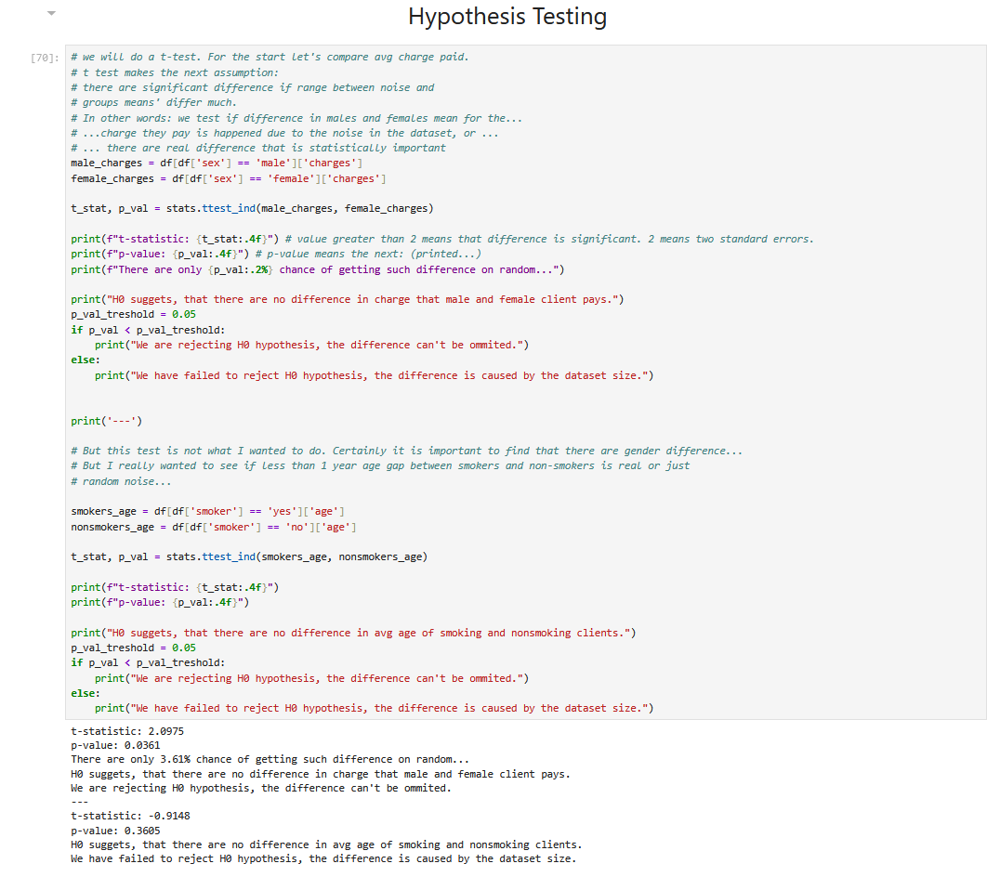 Hypothesis Testing
[70]:
# we will do a t-test. For the start let's compare avg charge paid.
# t test makes the next assumption:
# there are significant difference if range between noise and
# groups means' differ much.
# In other words: we test if difference in males and females mean for the...
# ...charge they pay is happened due to the noise in the dataset, or ...
# ... there are real difference that is statistically important
male_charges = df[df['sex'] == 'male']['charges']
female_charges = df[df['sex'] == 'female']['charges']
t_stat, p_val = stats.ttest_ind(male_charges, female_charges)
print(f"t-statistic: {t_stat:.4f}") # value greater than 2 means that difference is significant. 2 means two standard errors.
print(f"p-value: {p_val:.4f}") # p-value means the next: (printed...)
print(f"There are only {p_val:.2%} chance of getting such difference on random...")
print("H0 suggests, that there are no difference in charge that male and female client pays.")
p_val_treshold = 0.05
if p_val < p_val_treshold:
    print("We are rejecting H0 hypothesis, the difference can't be ommited.")
else:
    print("We have failed to reject H0 hypothesis, the difference is caused by the dataset size.")
print('---')
# But this test is not what I wanted to do. Certainly it is important to find that there are gender difference...
# But I really wanted to see if less than 1 year age gap between smokers and non-smokers is real or just
# random noise...
smokers_age = df[df['smoker'] == 'yes']['age']
nonsmokers_age = df[df['smoker'] == 'no']['age']
t_stat, p_val = stats.ttest_ind(smokers_age, nonsmokers_age)
print(f"t-statistic: {t_stat:.4f}")
print(f"p-value: {p_val:.4f}")
print("H0 suggests, that there are no difference in avg age of smoking and nonsmoking clients.")
p_val_treshold = 0.05
if p_val < p_val_treshold:
    print("We are rejecting H0 hypothesis, the difference can't be ommited.")
else:
    print("We have failed to reject H0 hypothesis, the difference is caused by the dataset size.")
t-statistic: 2.0975
p-value: 0.0361
There are only 3.61% chance of getting such difference on random...
H0 suggests, that there are no difference in charge that male and female client pays.
We are rejecting H0 hypothesis, the difference can't be ommited.
---
t-statistic: -0.9148
p-value: 0.3605
H0 suggests, that there are no difference in avg age of smoking and nonsmoking clients.
We have failed to reject H0 hypothesis, the difference is caused by the dataset size.